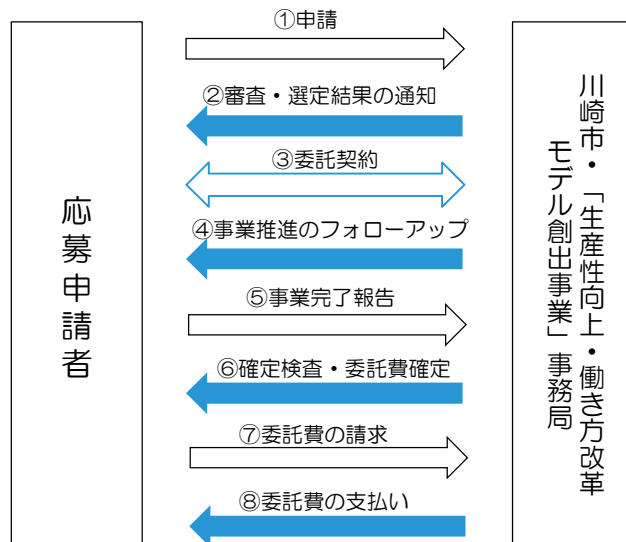 応募申請者
①申請
②審査・選定結果の通知
③委託契約
④事業推進のフォローアップ
⑤事業完了報告
⑥確定検査・委託費確定
⑦委託費の請求
⑧委託費の支払い
川崎市・「生産性向上・働き方改革
モデル創出事業」事務局